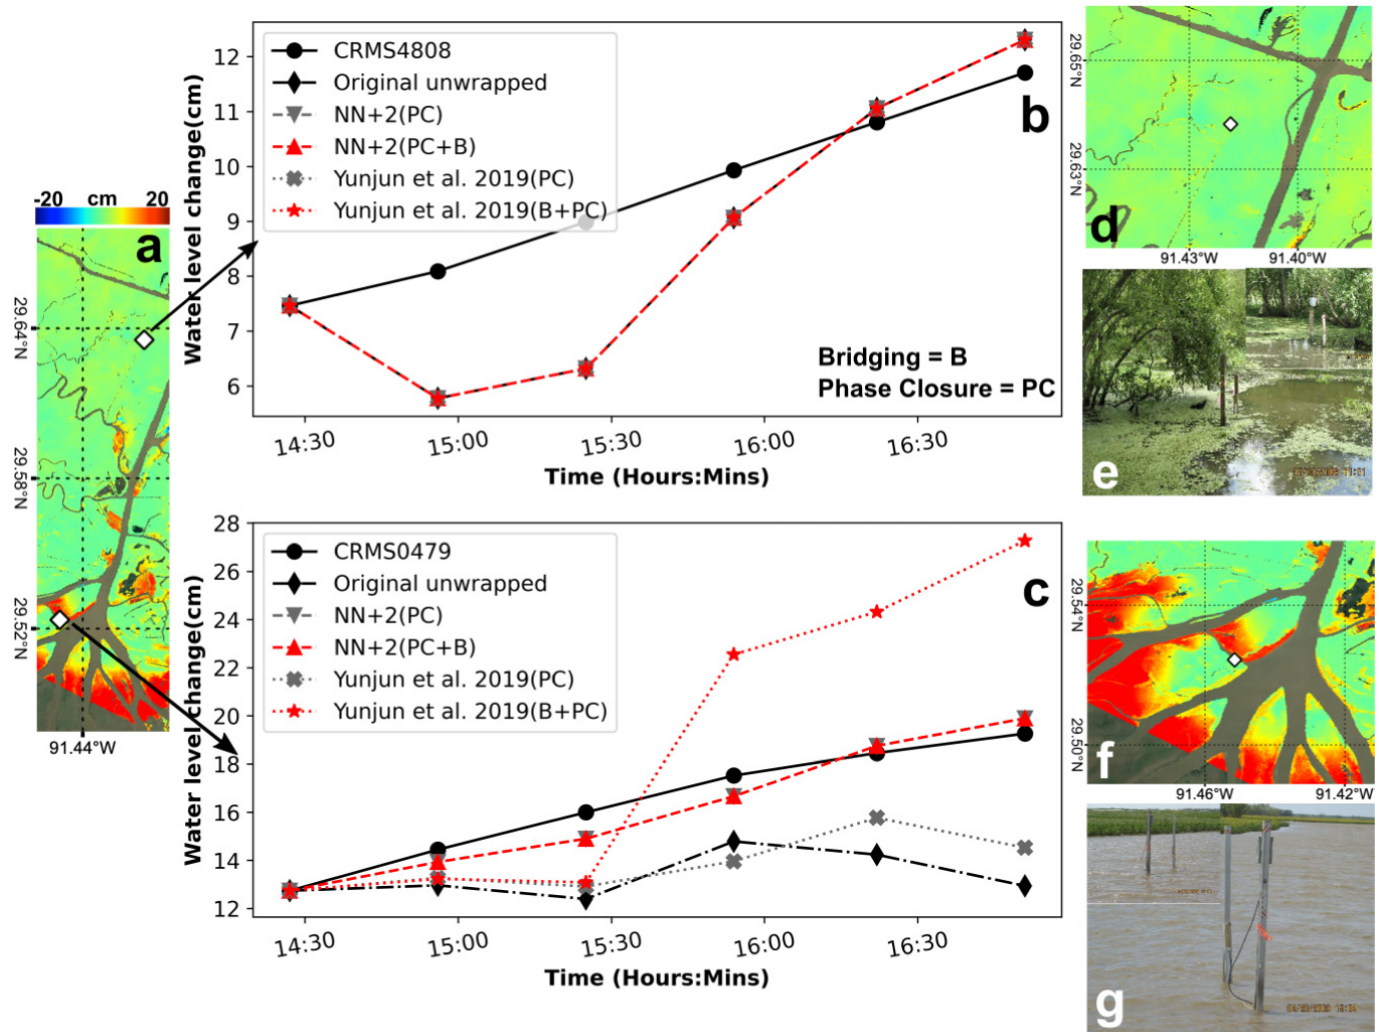 -20 cm 20
a
29.64°N
29.58°N
29.52°N
91.44°W
Water level change(cm)
12
11
10
9
8
7
6
CRMS4808
Original unwrapped
NN+2(PC)
NN+2(PC+B)
Yunjun et al. 2019(PC)
Yunjun et al. 2019(B+PC)
b
Bridging = B
Phase Closure = PC
14:30 15:00 15:30 16:00 16:30
Time (Hours:Mins)
Water level change(cm)
28
26
24
22
20
18
16
14
12
CRMS0479
Original unwrapped
NN+2(PC)
NN+2(PC+B)
Yunjun et al. 2019(PC)
Yunjun et al. 2019(B+PC)
c
14:30 15:00 15:30 16:00 16:30
Time (Hours:Mins)
29.65°N
29.63°N
d
91.43°W 91.40°W
e
29.54°N
29.50°N
f
91.46°W 91.42°W
g